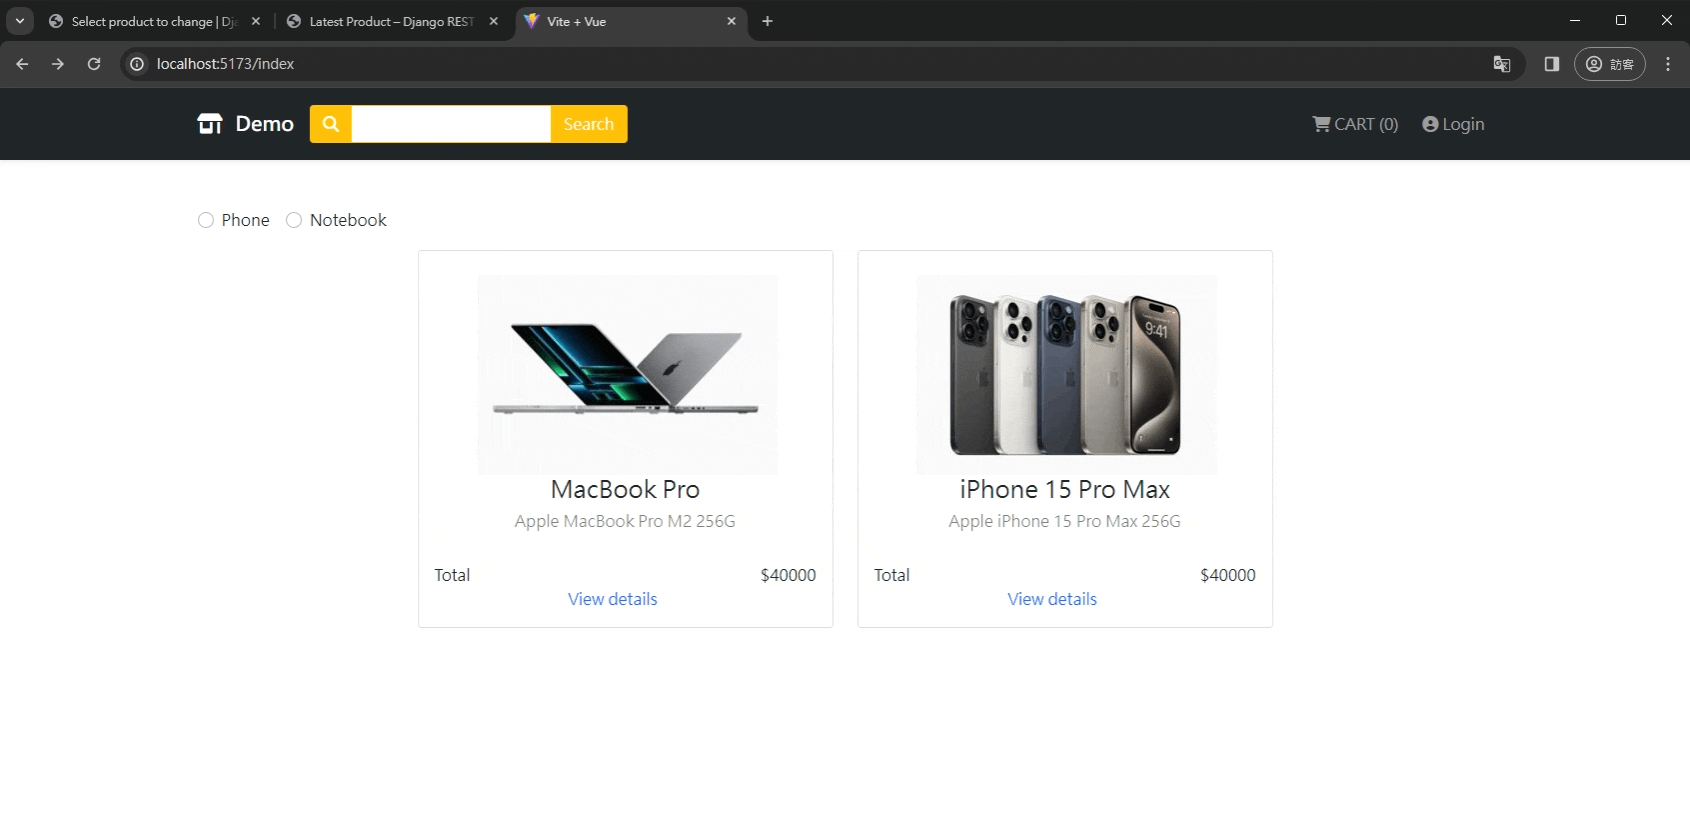 Select product to change | Dj
Latest Product – Django REST
Vite + Vue
localhost:5173/index
訪客
Demo
Search
CART (0)
Login
Phone
Notebook
9:41
MacBook Pro
Apple MacBook Pro M2 256G
Total
$40000
View details
iPhone 15 Pro Max
Apple iPhone 15 Pro Max 256G
Total
$40000
View details